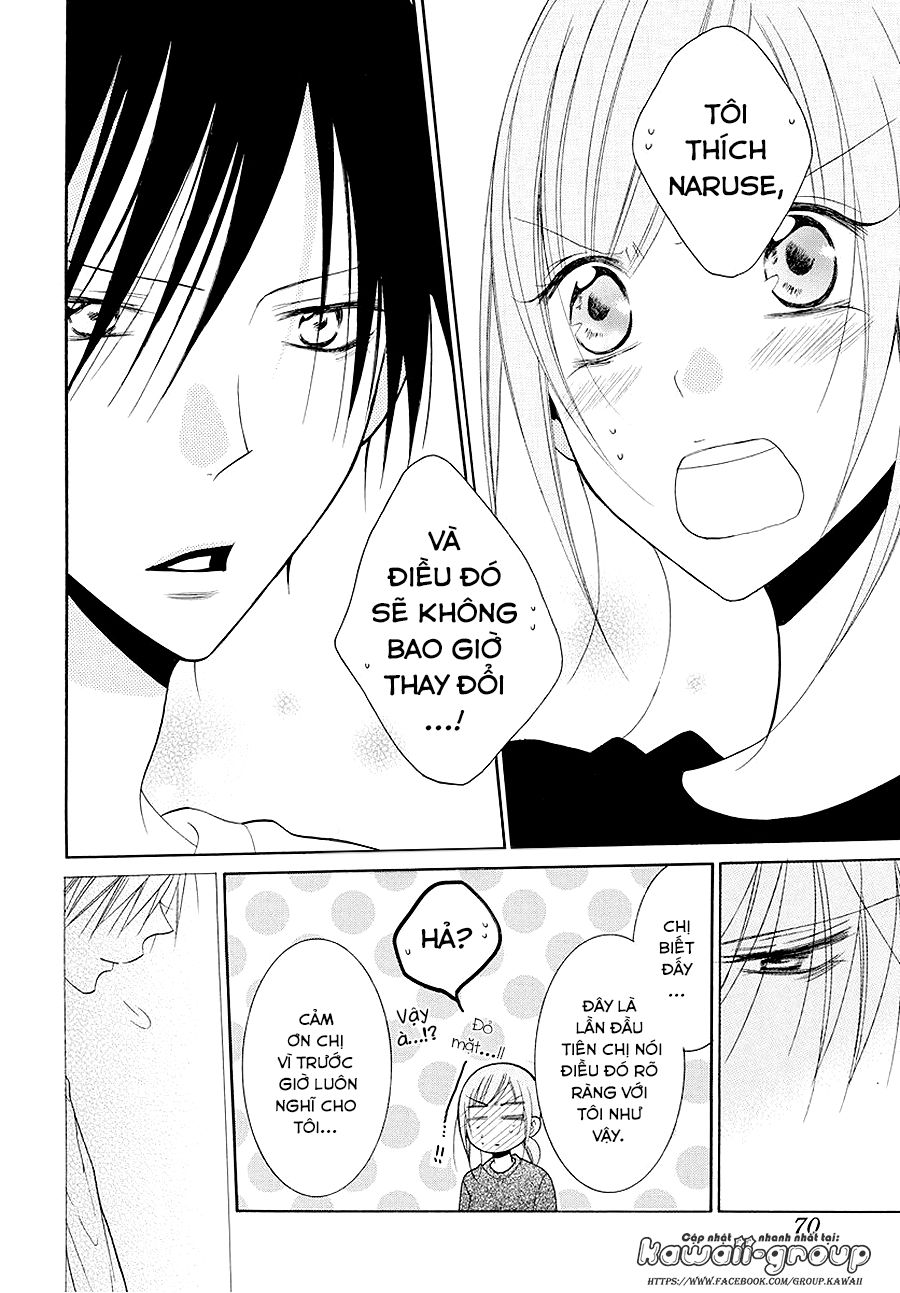 TÔI
THÍCH
NARUSE,
VÀ
ĐIỀU ĐÓ
SẼ KHÔNG
BAO GIỜ
THAY ĐỔI
...!
CHỊ
BIẾT
ĐẤY
...
ĐÂY LÀ
LẦN ĐẦU
TIÊN CHỊ NÓI
ĐIỀU ĐÓ RÕ
RÀNG VỚI
TÔI NHƯ
VẬY.
HẢ?
Đỏ
mặt...!!
Vậy
à...!?
CẢM
ƠN CHỊ
VÌ TRƯỚC
GIỜ LUÔN
NGHĨ CHO
TÔI...
70
Cập nhật nhanh nhất tại:
kawaii-group
HTTPS://WWW.FACEBOOK.COM/GROUP.KAWAII